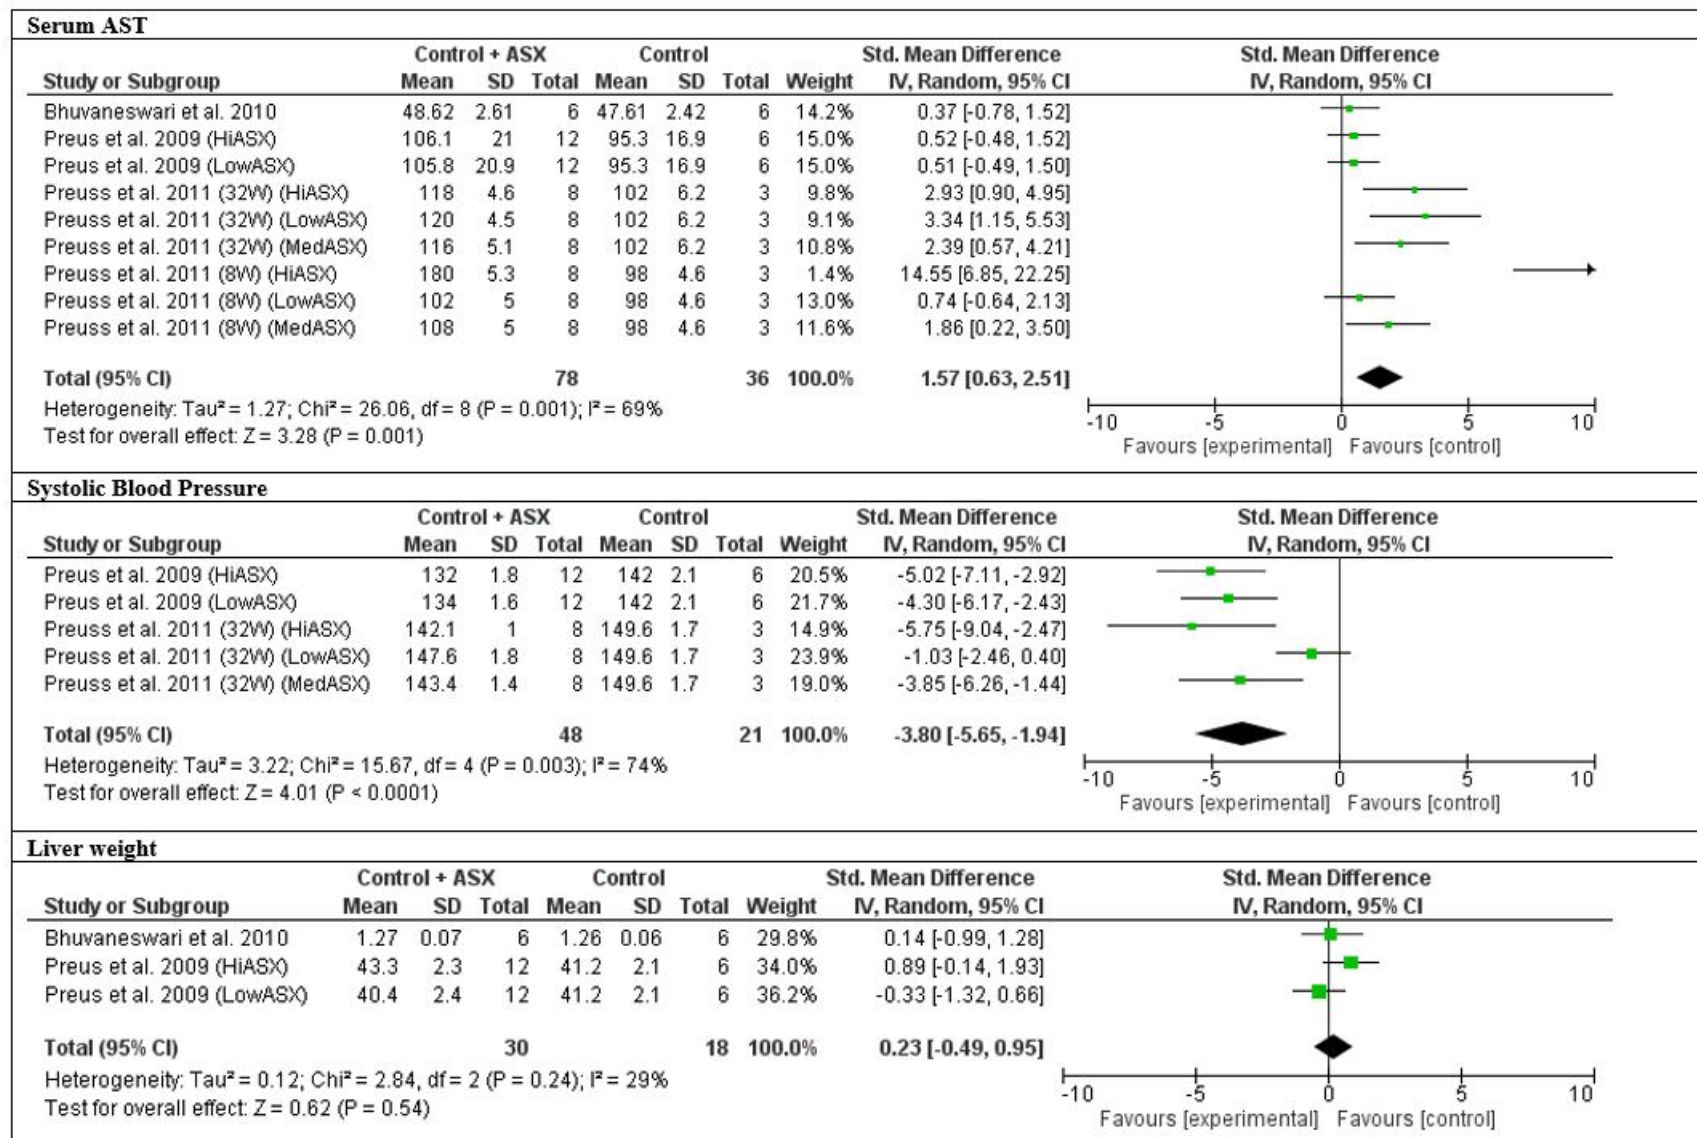 Serum AST
Control + ASX Control Std. Mean Difference Std. Mean Difference
Study or Subgroup Mean SD Total Mean SD Total Weight IV, Random, 95% CI IV, Random, 95% CI
Bhuvaneswari et al. 2010 48.62 2.61 6 47.61 2.42 6 14.2% 0.37 [-0.78, 1.52]
Preus et al. 2009 (HiASX) 106.1 21 12 95.3 16.9 6 15.0% 0.52 [-0.48, 1.52]
Preus et al. 2009 (LowASX) 105.8 20.9 12 95.3 16.9 6 15.0% 0.51 [-0.49, 1.50]
Preuss et al. 2011 (32W) (HiASX) 118 4.6 8 102 6.2 3 9.8% 2.93 [0.90, 4.95]
Preuss et al. 2011 (32W) (LowASX) 120 4.5 8 102 6.2 3 9.1% 3.34 [1.15, 5.53]
Preuss et al. 2011 (32W) (MedASX) 116 5.1 8 102 6.2 3 10.8% 2.39 [0.57, 4.21]
Preuss et al. 2011 (8W) (HiASX) 180 5.3 8 98 4.6 3 1.4% 14.55 [6.85, 22.25]
Preuss et al. 2011 (8W) (LowASX) 102 5 8 98 4.6 3 13.0% 0.74 [-0.64, 2.13]
Preuss et al. 2011 (8W) (MedASX) 108 5 8 98 4.6 3 11.6% 1.86 [0.22, 3.50]
Total (95% CI) 78 36 100.0% 1.57 [0.63, 2.51]
Heterogeneity: Tau² = 1.27; Chi² = 26.06, df = 8 (P = 0.001); I² = 69%
Test for overall effect: Z = 3.28 (P = 0.001)
-10 -5 0 5 10
Favours [experimental] Favours [control]
Systolic Blood Pressure
Control + ASX Control Std. Mean Difference Std. Mean Difference
Study or Subgroup Mean SD Total Mean SD Total Weight IV, Random, 95% CI IV, Random, 95% CI
Preus et al. 2009 (HiASX) 132 1.8 12 142 2.1 6 20.5% -5.02 [-7.11, -2.92]
Preus et al. 2009 (LowASX) 134 1.6 12 142 2.1 6 21.7% -4.30 [-6.17, -2.43]
Preuss et al. 2011 (32W) (HiASX) 142.1 1 8 149.6 1.7 3 14.9% -5.75 [-9.04, -2.47]
Preuss et al. 2011 (32W) (LowASX) 147.6 1.8 8 149.6 1.7 3 23.9% -1.03 [-2.46, 0.40]
Preuss et al. 2011 (32W) (MedASX) 143.4 1.4 8 149.6 1.7 3 19.0% -3.85 [-6.26, -1.44]
Total (95% CI) 48 21 100.0% -3.80 [-5.65, -1.94]
Heterogeneity: Tau² = 3.22; Chi² = 15.67, df = 4 (P = 0.003); I² = 74%
Test for overall effect: Z = 4.01 (P < 0.0001)
-10 -5 0 5 10
Favours [experimental] Favours [control]
Liver weight
Control + ASX Control Std. Mean Difference Std. Mean Difference
Study or Subgroup Mean SD Total Mean SD Total Weight IV, Random, 95% CI IV, Random, 95% CI
Bhuvaneswari et al. 2010 1.27 0.07 6 1.26 0.06 6 29.8% 0.14 [-0.99, 1.28]
Preus et al. 2009 (HiASX) 43.3 2.3 12 41.2 2.1 6 34.0% 0.89 [-0.14, 1.93]
Preus et al. 2009 (LowASX) 40.4 2.4 12 41.2 2.1 6 36.2% -0.33 [-1.32, 0.66]
Total (95% CI) 30 18 100.0% 0.23 [-0.49, 0.95]
Heterogeneity: Tau² = 0.12; Chi² = 2.84, df = 2 (P = 0.24); I² = 29%
Test for overall effect: Z = 0.62 (P = 0.54)
-10 -5 0 5 10
Favours [experimental] Favours [control]